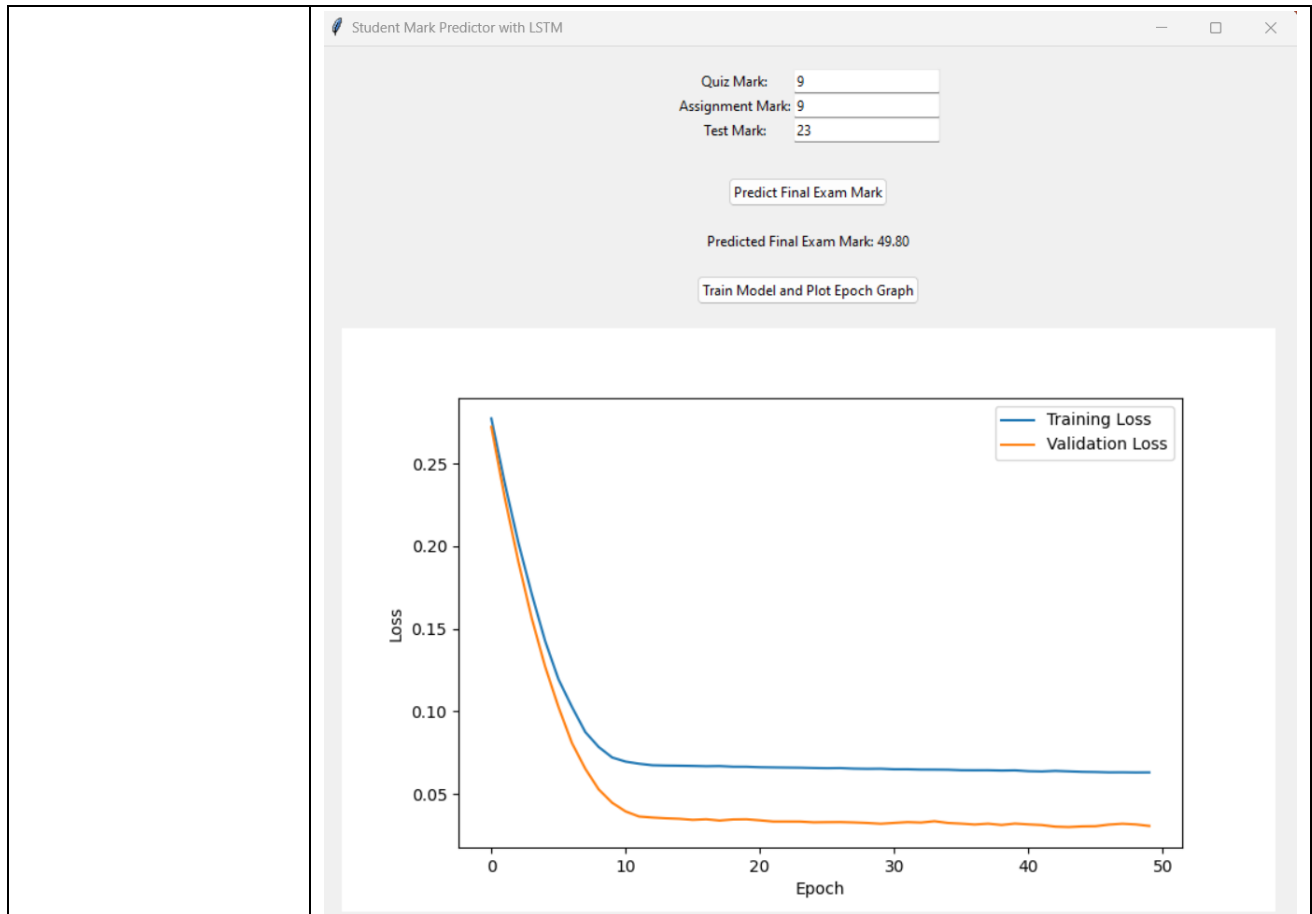 Student Mark Predictor with LSTM
Quiz Mark: 9
Assignment Mark: 9
Test Mark: 23
Predict Final Exam Mark
Predicted Final Exam Mark: 49.80
Train Model and Plot Epoch Graph
Training Loss
Validation Loss
0.25
0.20
0.15
0.10
0.05
Loss
0 10 20 30 40 50
Epoch